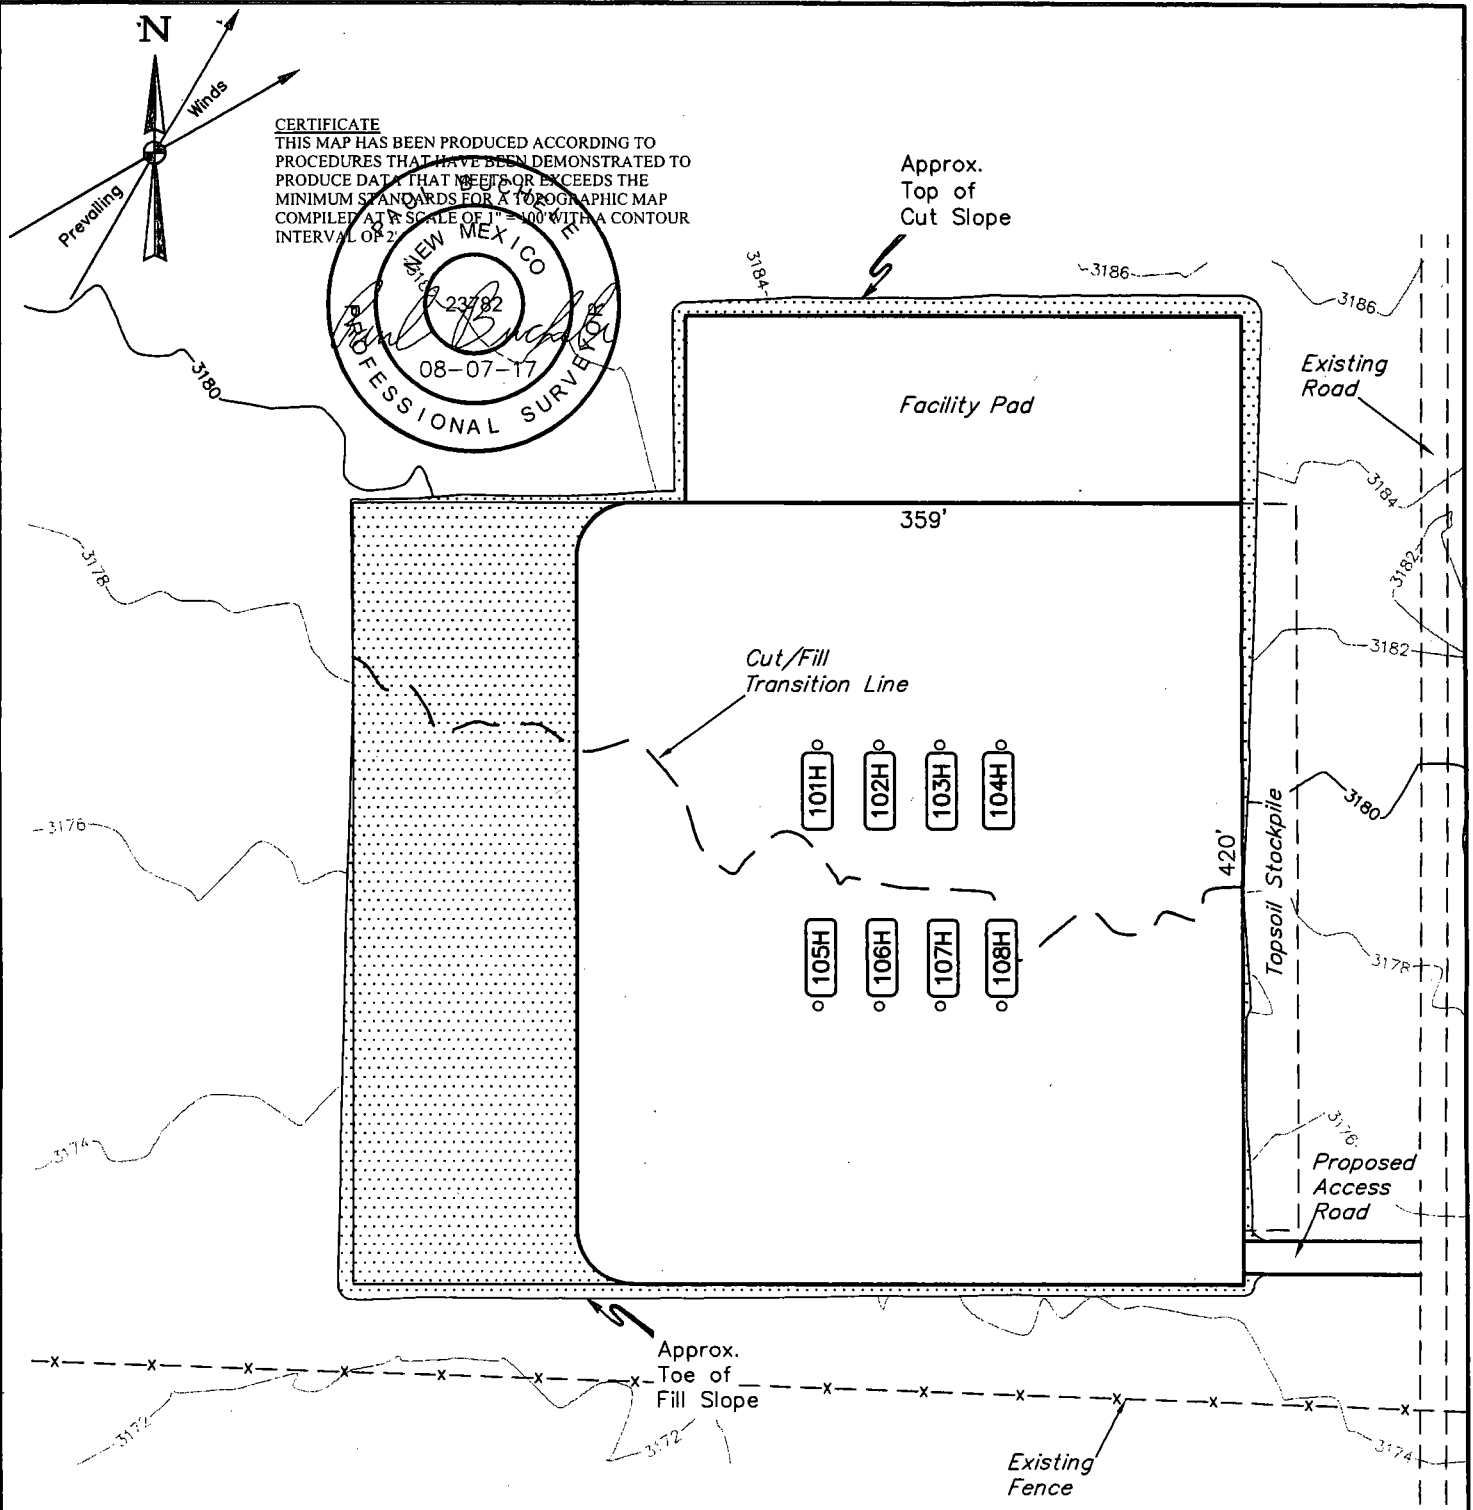 N
Winds
Prevailing
CERTIFICATE
THIS MAP HAS BEEN PRODUCED ACCORDING TO
PROCEDURES THAT HAVE BEEN DEMONSTRATED TO
PRODUCE DATA THAT MEETS OR EXCEEDS THE
MINIMUM STANDARDS FOR A TOPOGRAPHIC MAP
COMPILED AT A SCALE OF 1" = 100' WITH A CONTOUR
INTERVAL OF 2'.
PAUL BUCHELE
NEW MEXICO
23782
08-07-17
PROFESSIONAL SURVEYOR
Paul Buchele
Approx.
Top of
Cut Slope
3184
3186
3186
3180
Existing
Road
Facility Pad
3184
359'
3178
3182
3182
Cut/Fill
Transition Line
101H
102H
103H
104H
3180
3176
420'
Topsoil Stockpile
105H
106H
107H
108H
3178
3174
3176
Proposed
Access
Road
Approx.
Toe of
Fill Slope
3172
3172
3174
Existing
Fence